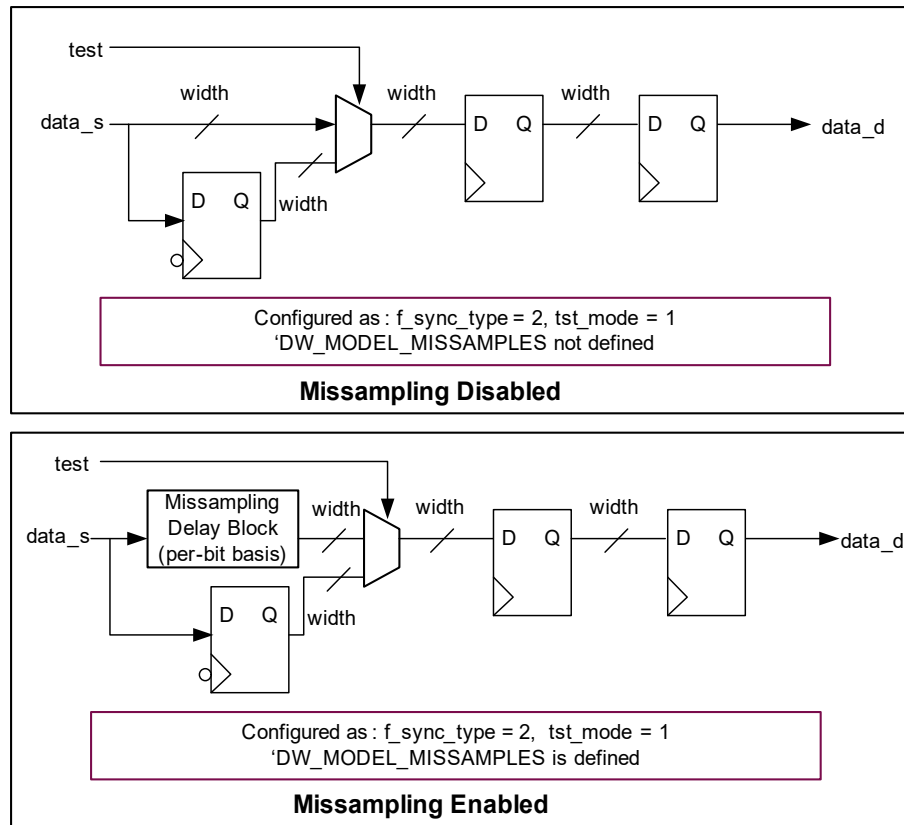 test
width
width
width
data_s
D Q
D Q
data_d
D Q
width
Configured as : f_sync_type = 2, tst_mode = 1
‘DW_MODEL_MISSAMPLES not defined
Missampling Disabled
test
Missampling
Delay Block
(per-bit basis)
width
width
width
data_s
D Q
D Q
data_d
D Q
width
Configured as : f_sync_type = 2, tst_mode = 1
‘DW_MODEL_MISSAMPLES is defined
Missampling Enabled